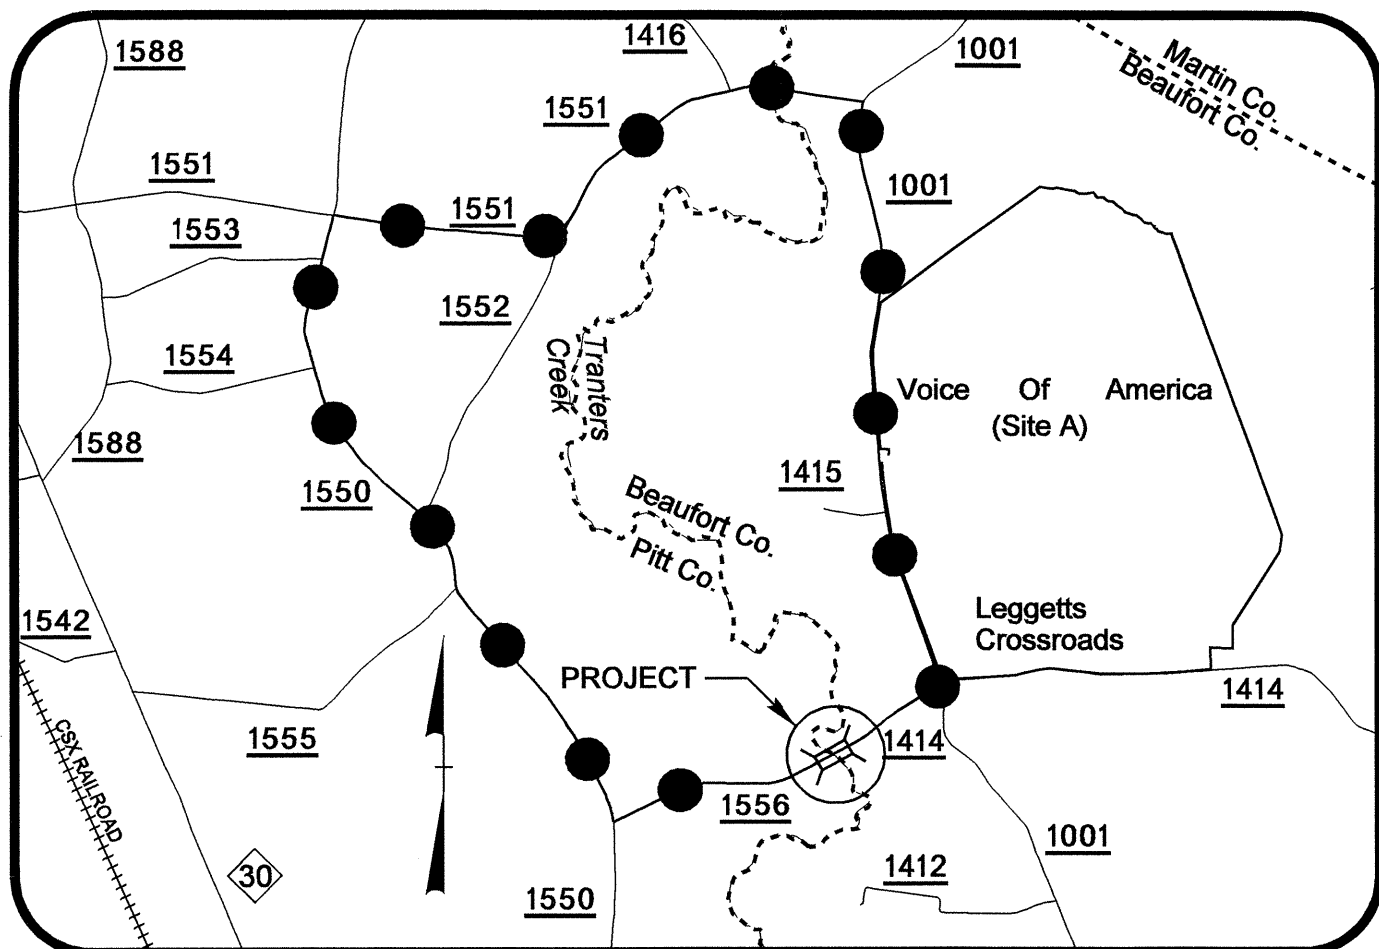 1588
1416
1001
Martin Co.
Beaufort Co.
1551
1551
1001
1551
1553
1552
1554
Tranters
Creek
Voice Of America
(Site A)
1588
1550
1415
Beaufort Co.
Pitt Co.
1542
Leggetts
Crossroads
PROJECT
1414
1555
1414
CSX RAILROAD
1556
1001
30
1412
1550